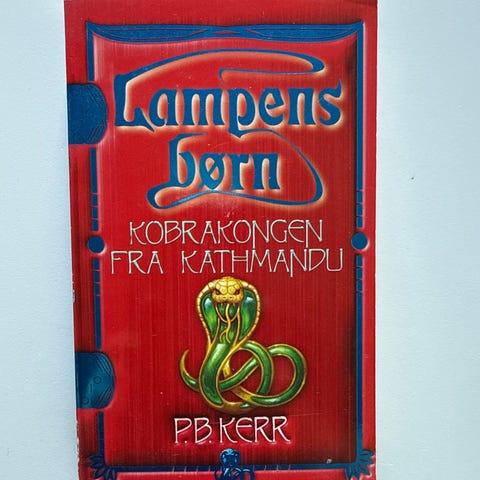 Lampens
børn
KOBRAKONGEN
FRA KATHMANDU
P.B. KERR